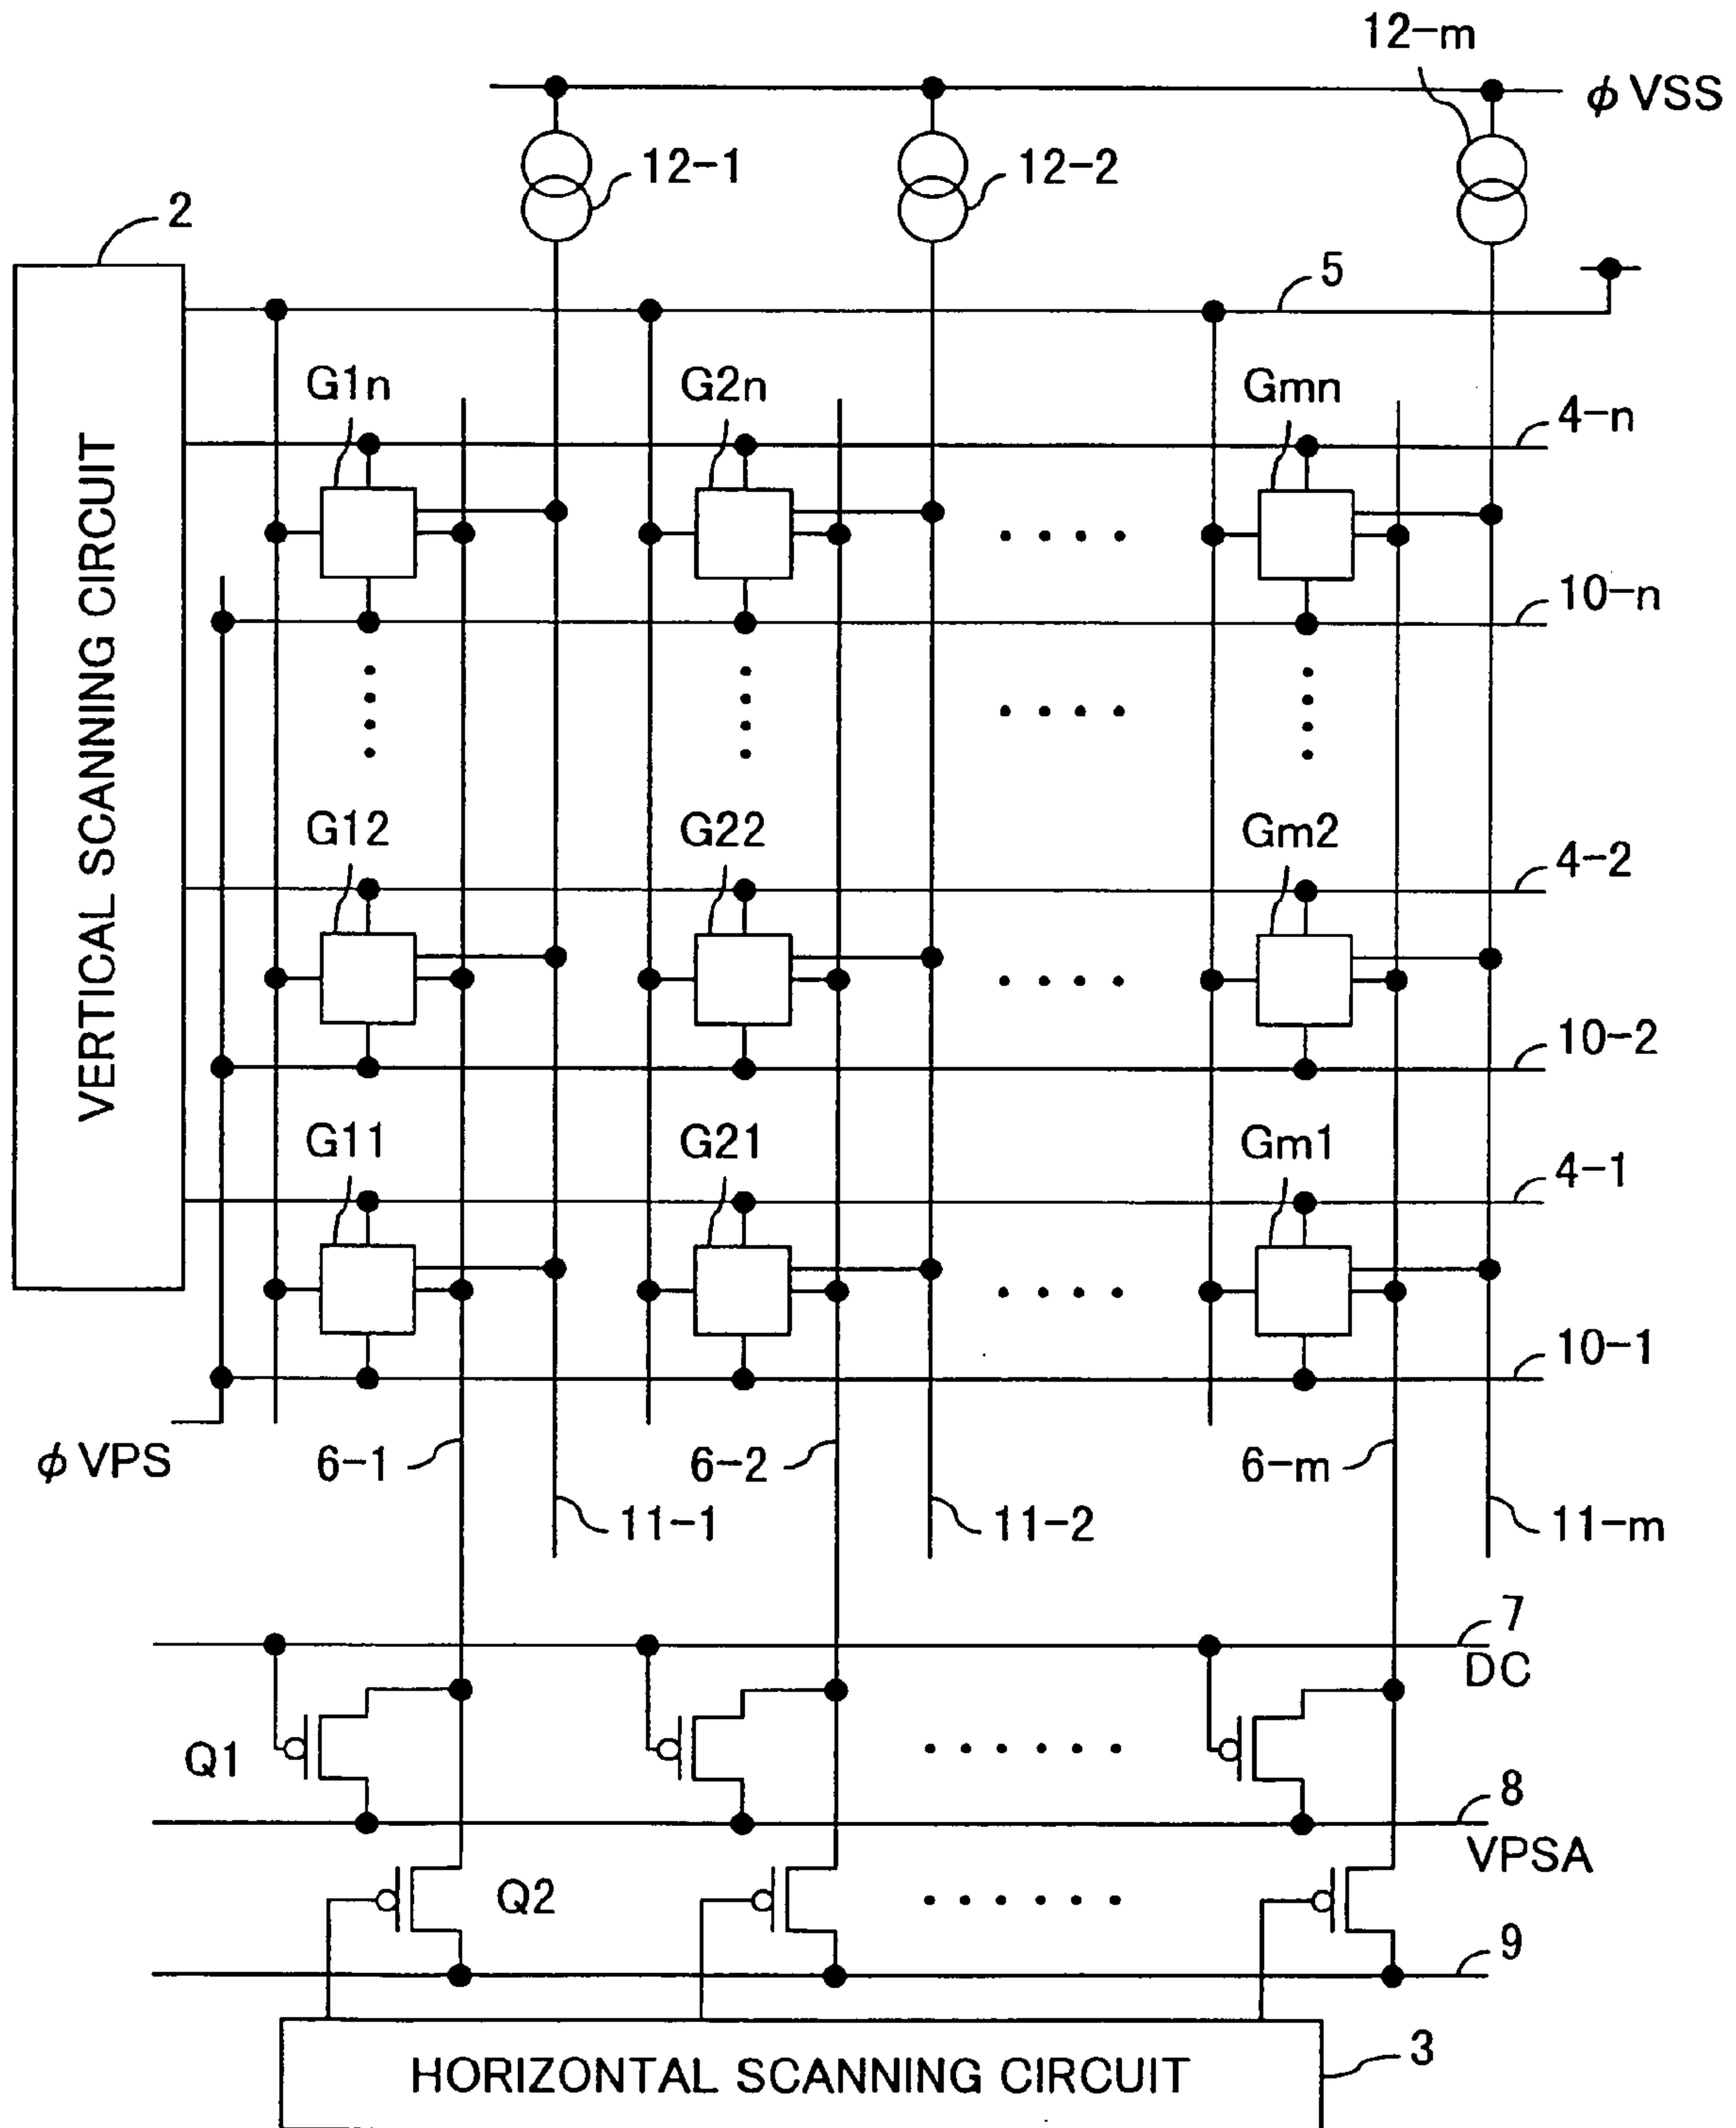 12-m
φ VSS
12-1
12-2
2
5
G1n
G2n
Gmn
4-n
VERTICAL SCANNING CIRCUIT
10-n
G12
G22
Gm2
4-2
10-2
G11
G21
Gm1
4-1
10-1
φ VPS
6-1
6-2
6-m
11-1
11-2
11-m
7
DC
Q1
8
VPSA
Q2
9
HORIZONTAL SCANNING CIRCUIT
3